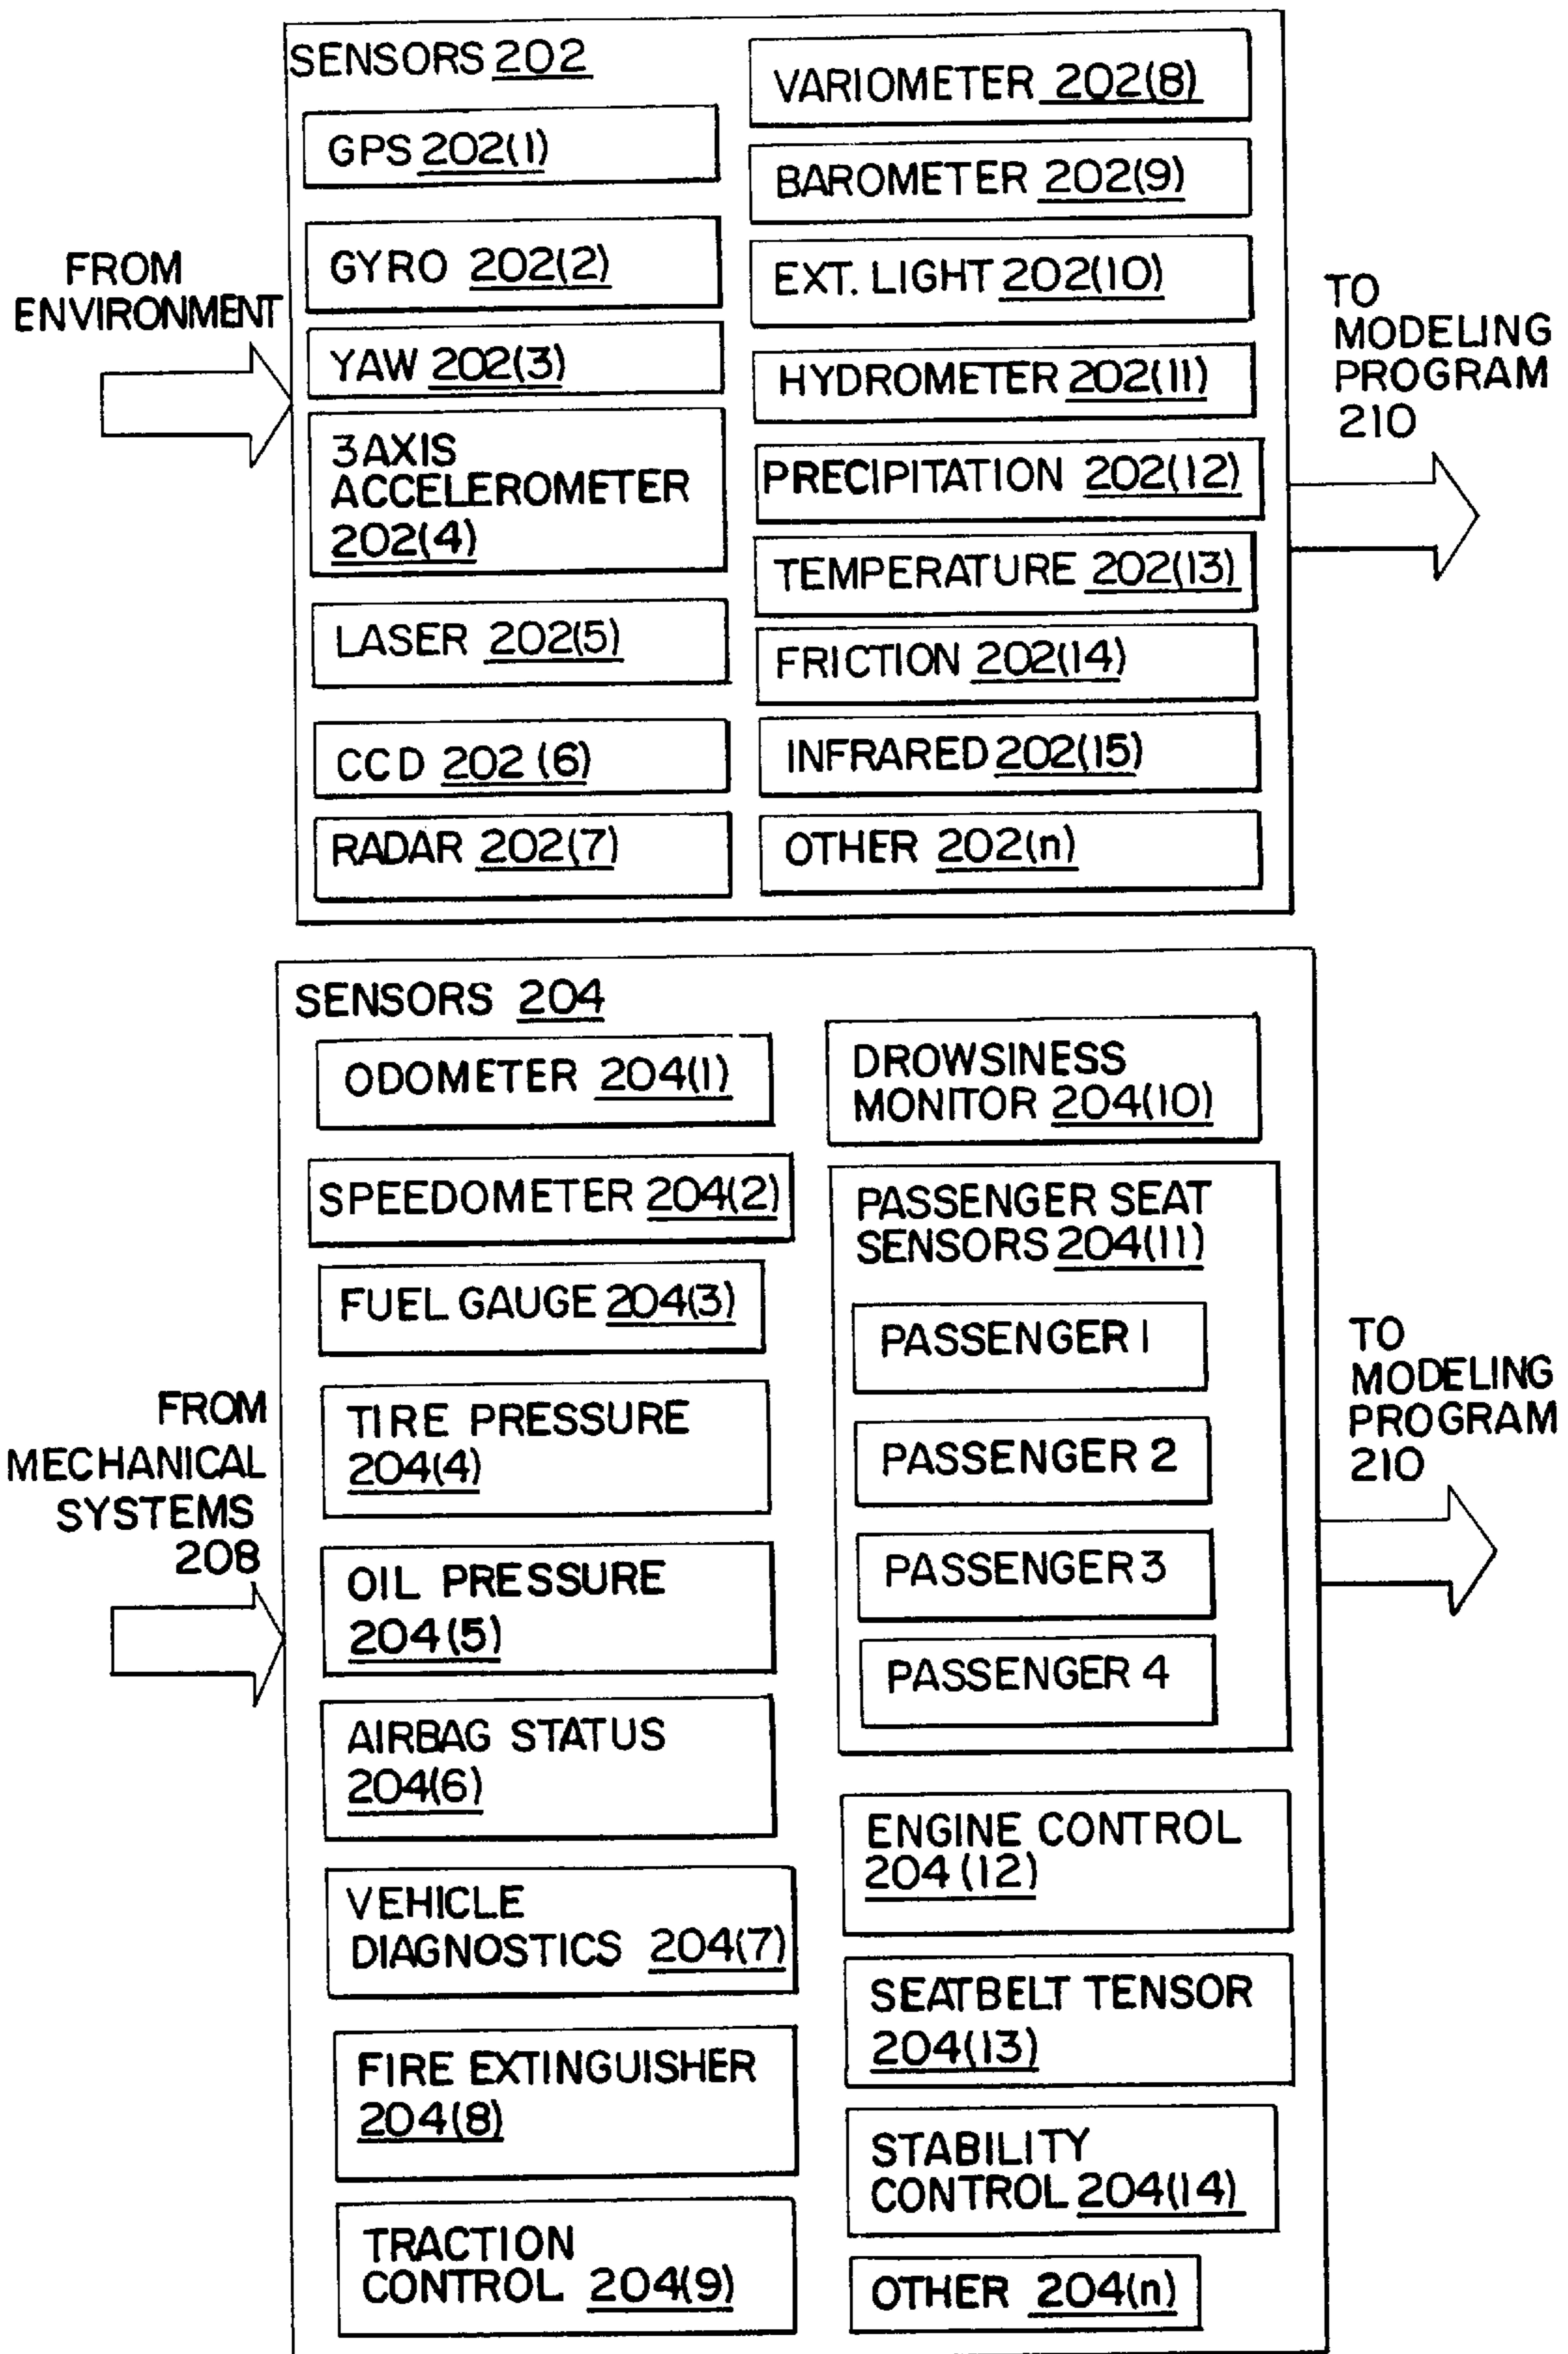 SENSORS 202
GPS 202(1)
GYRO 202(2)
YAW 202(3)
3 AXIS
ACCELEROMETER
202(4)
LASER 202(5)
CCD 202 (6)
RADAR 202(7)
VARIOMETER 202(8)
BAROMETER 202(9)
EXT. LIGHT 202(10)
HYDROMETER 202(11)
PRECIPITATION 202(12)
TEMPERATURE 202(13)
FRICTION 202(14)
INFRARED 202(15)
OTHER 202(n)
FROM
ENVIRONMENT
TO
MODELING
PROGRAM
210
SENSORS 204
ODOMETER 204(1)
SPEEDOMETER 204(2)
FUEL GAUGE 204(3)
TIRE PRESSURE
204(4)
OIL PRESSURE
204(5)
AIRBAG STATUS
204(6)
VEHICLE
DIAGNOSTICS 204(7)
FIRE EXTINGUISHER
204(8)
TRACTION
CONTROL 204(9)
DROWSINESS
MONITOR 204(10)
PASSENGER SEAT
SENSORS 204(11)
PASSENGER 1
PASSENGER 2
PASSENGER 3
PASSENGER 4
ENGINE CONTROL
204(12)
SEATBELT TENSOR
204(13)
STABILITY
CONTROL 204(14)
OTHER 204(n)
FROM
MECHANICAL
SYSTEMS
208
TO
MODELING
PROGRAM
210